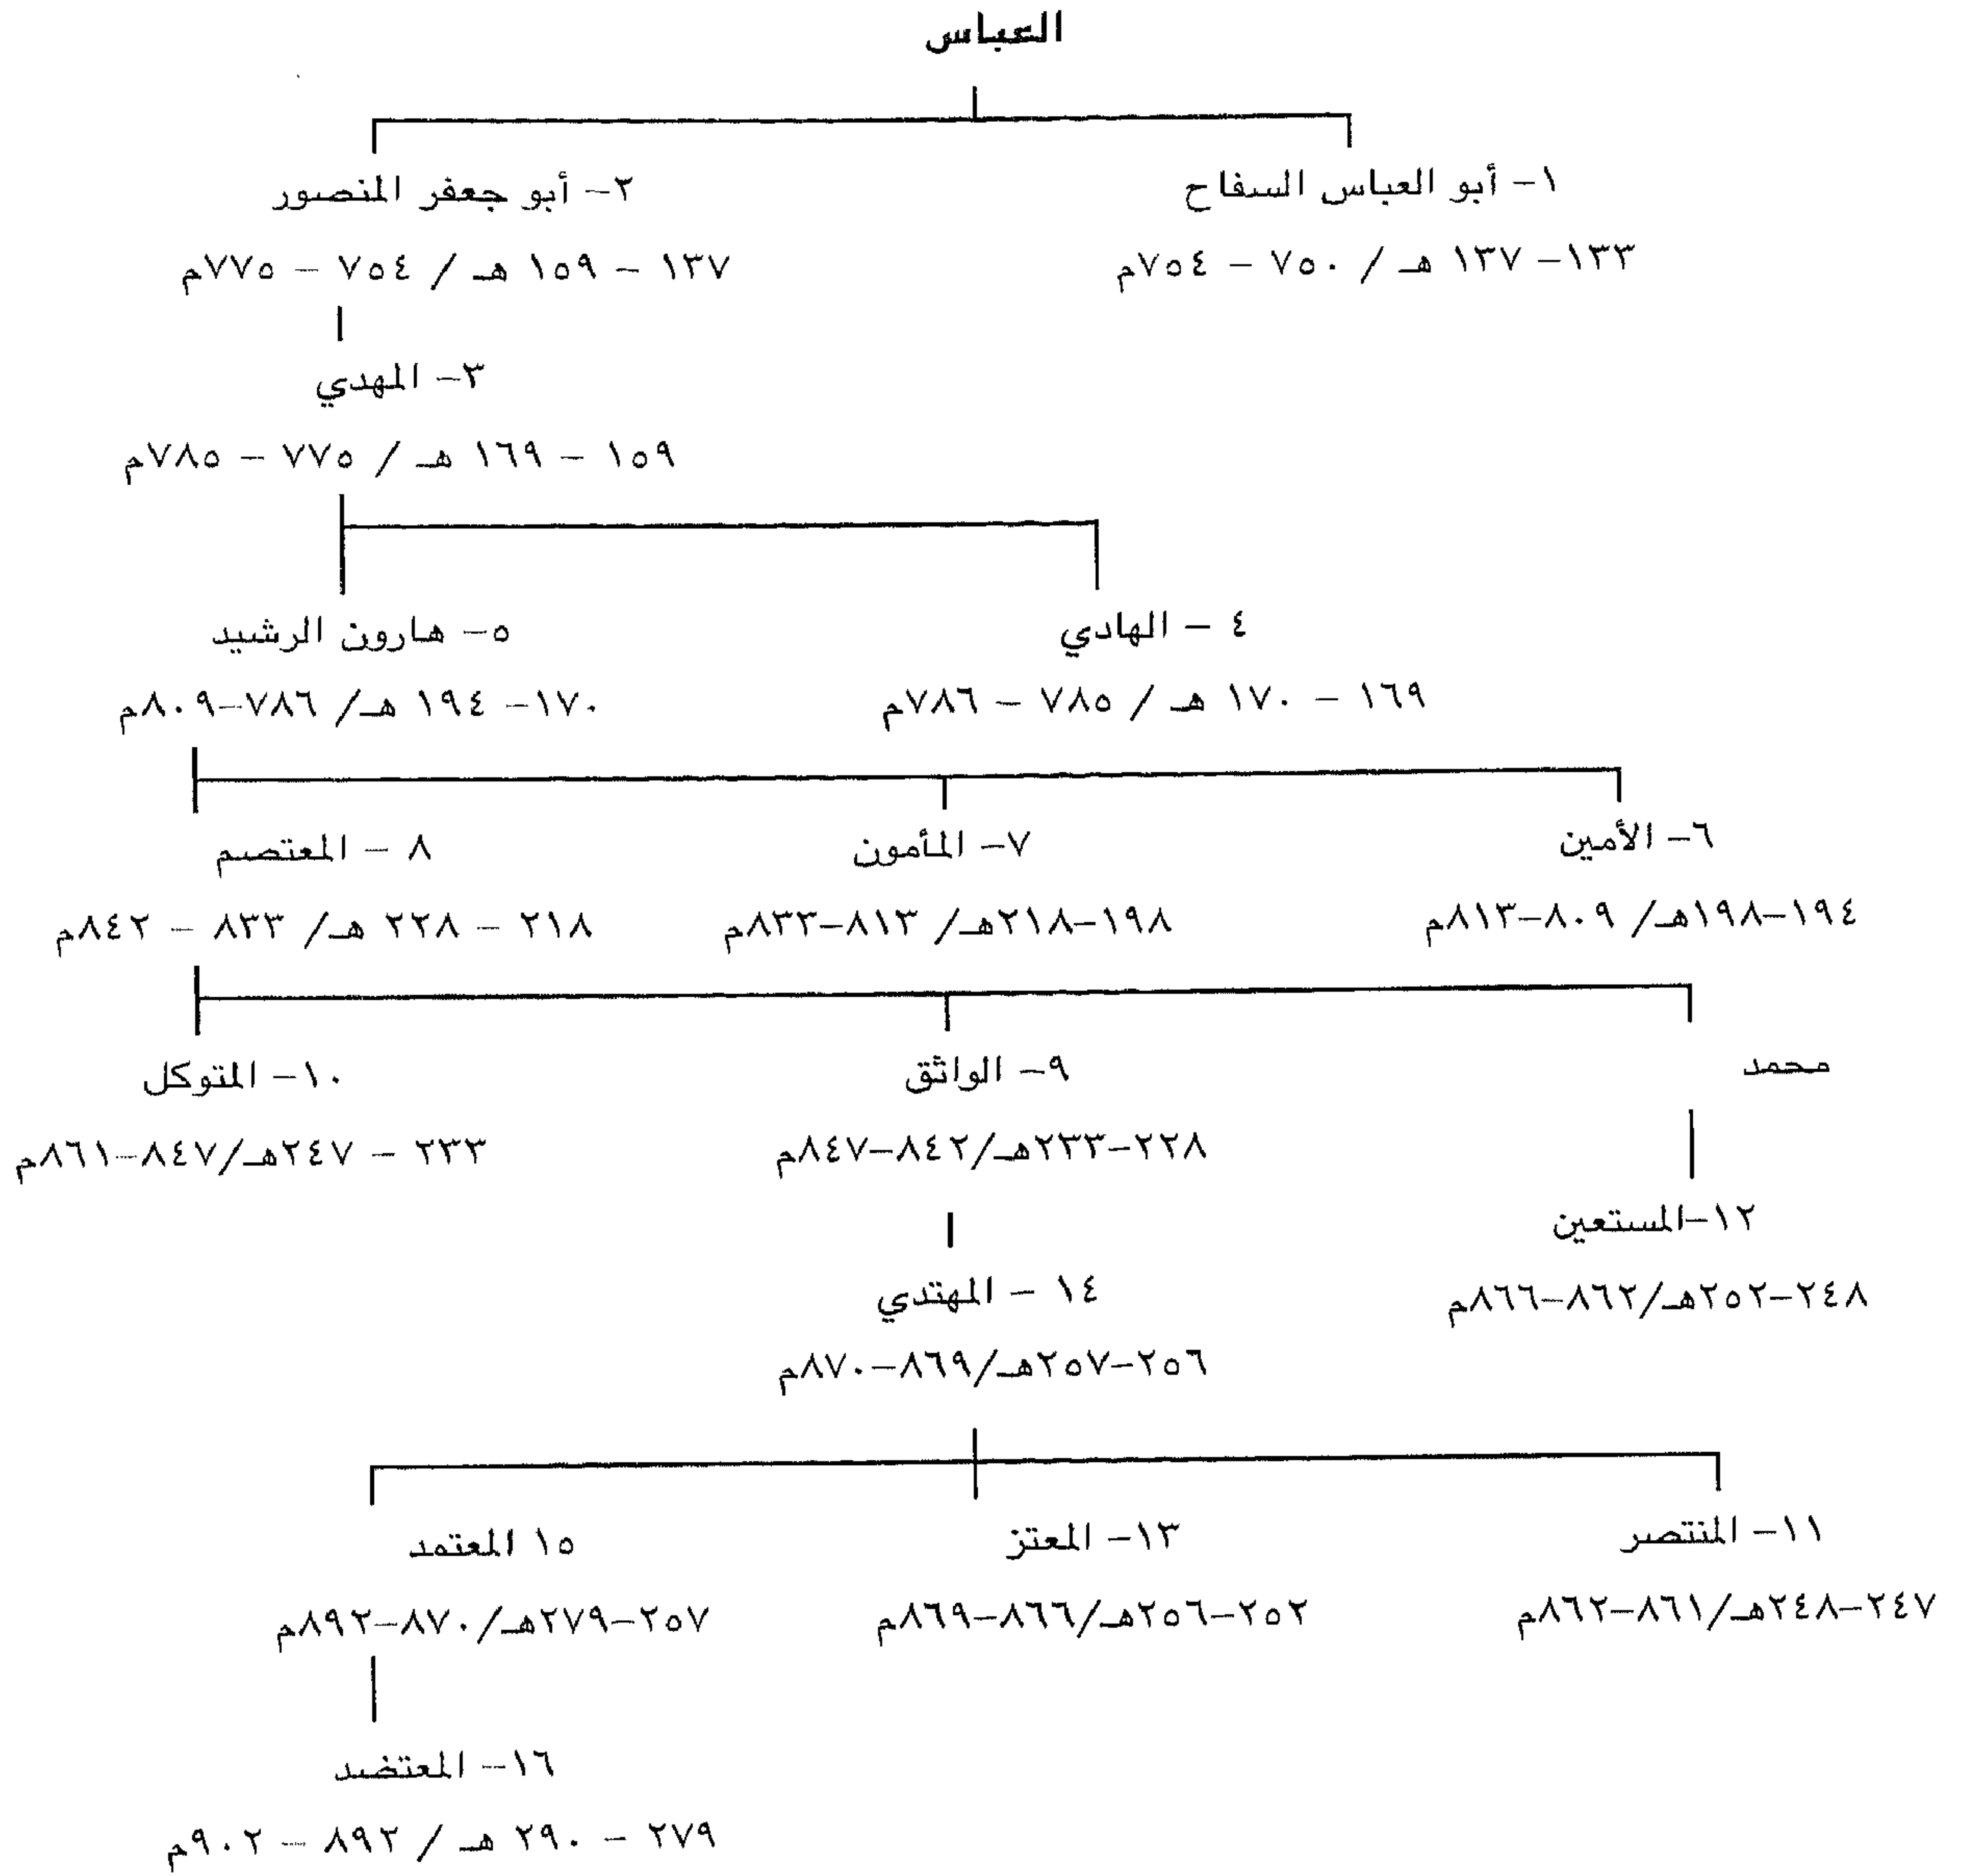 العباس
١- أبو العباس السفاح
٢- أبو جعفر المنصور
١٣٣- ١٣٧ هـ / ٧٥٠ - ٧٥٤م
١٣٧ - ١٥٩ هـ / ٧٥٤ - ٧٧٥م
٣- المهدي
١٥٩ - ١٦٩ هـ / ٧٧٥ - ٧٨٥م
٤ - الهادي
٥- هارون الرشيد
١٦٩ - ١٧٠ هـ / ٧٨٥ - ٧٨٦م
١٧٠- ١٩٤ هـ/ ٧٨٦-٨٠٩م
٦- الأمين
٧- المأمون
٨ - المعتصم
١٩٤-١٩٨هـ/ ٨٠٩-٨١٣م
١٩٨-٢١٨هـ/ ٨١٣-٨٣٣م
٢١٨ - ٢٢٨ هـ/ ٨٣٣ - ٨٤٢م
محمد
٩- الواثق
١٠- المتوكل
٢٢٨-٢٣٣هـ/٨٤٢-٨٤٧م
٢٣٣ - ٢٤٧هـ/٨٤٧-٨٦١م
١٢-المستعين
٢٤٨-٢٥٢هـ/٨٦٢-٨٦٦م
١٤ - المهتدي
٢٥٦-٢٥٧هـ/٨٦٩-٨٧٠م
١١- المنتصر
١٣- المعتز
١٥ المعتمد
٢٤٧-٢٤٨هـ/٨٦١-٨٦٢م
٢٥٢-٢٥٦هـ/٨٦٦-٨٦٩م
٢٥٧-٢٧٩هـ/٨٧٠-٨٩٢م
١٦- المعتضد
٢٧٩ - ٢٩٠ هـ / ٨٩٢ - ٩٠٢م